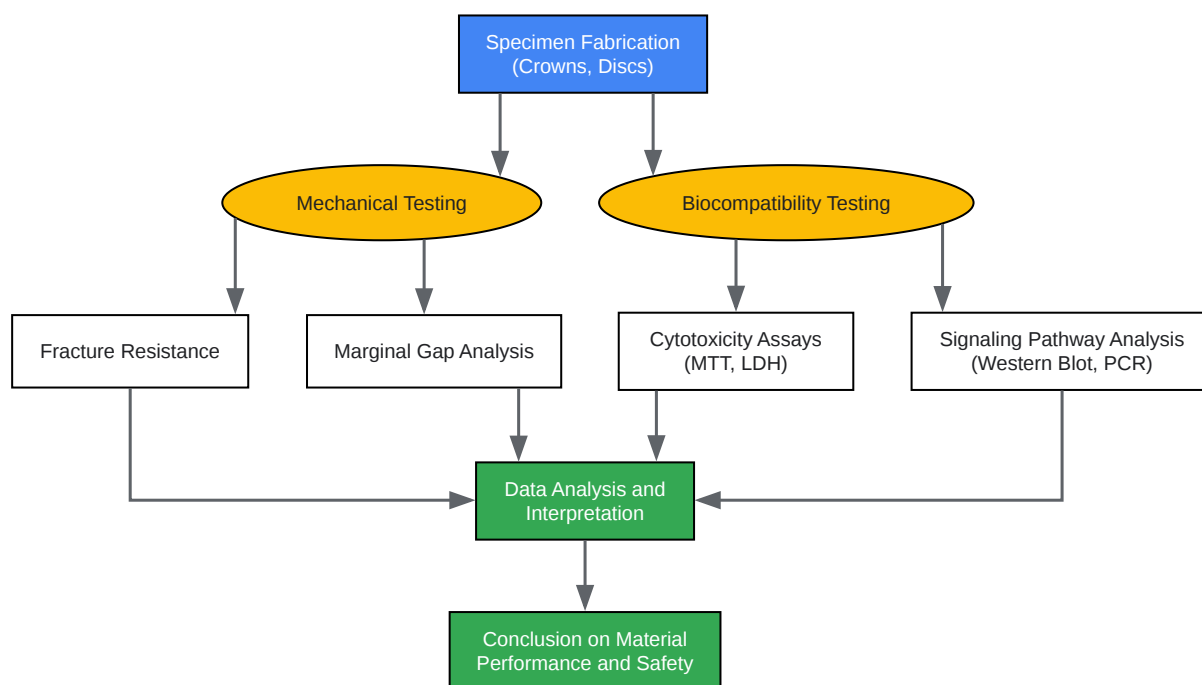 Specimen Fabrication
(Crowns, Discs)
Mechanical Testing
Biocompatibility Testing
Fracture Resistance
Marginal Gap Analysis
Cytotoxicity Assays
(MTT, LDH)
Signaling Pathway Analysis
(Western Blot, PCR)
Data Analysis and
Interpretation
Conclusion on Material
Performance and Safety